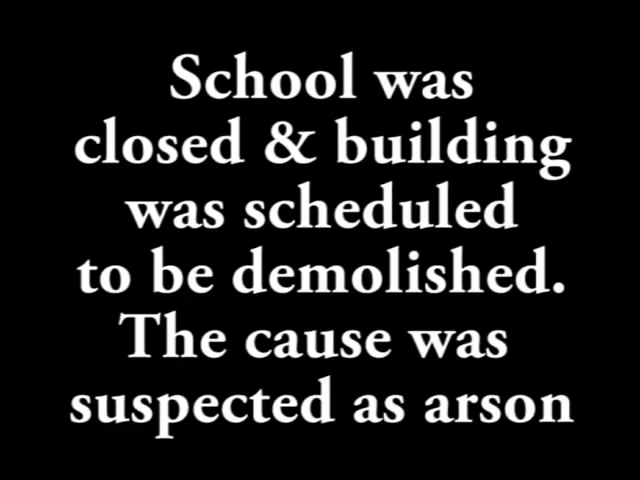 School was
closed & building
was scheduled
to be demolished.
The cause was
suspected as arson